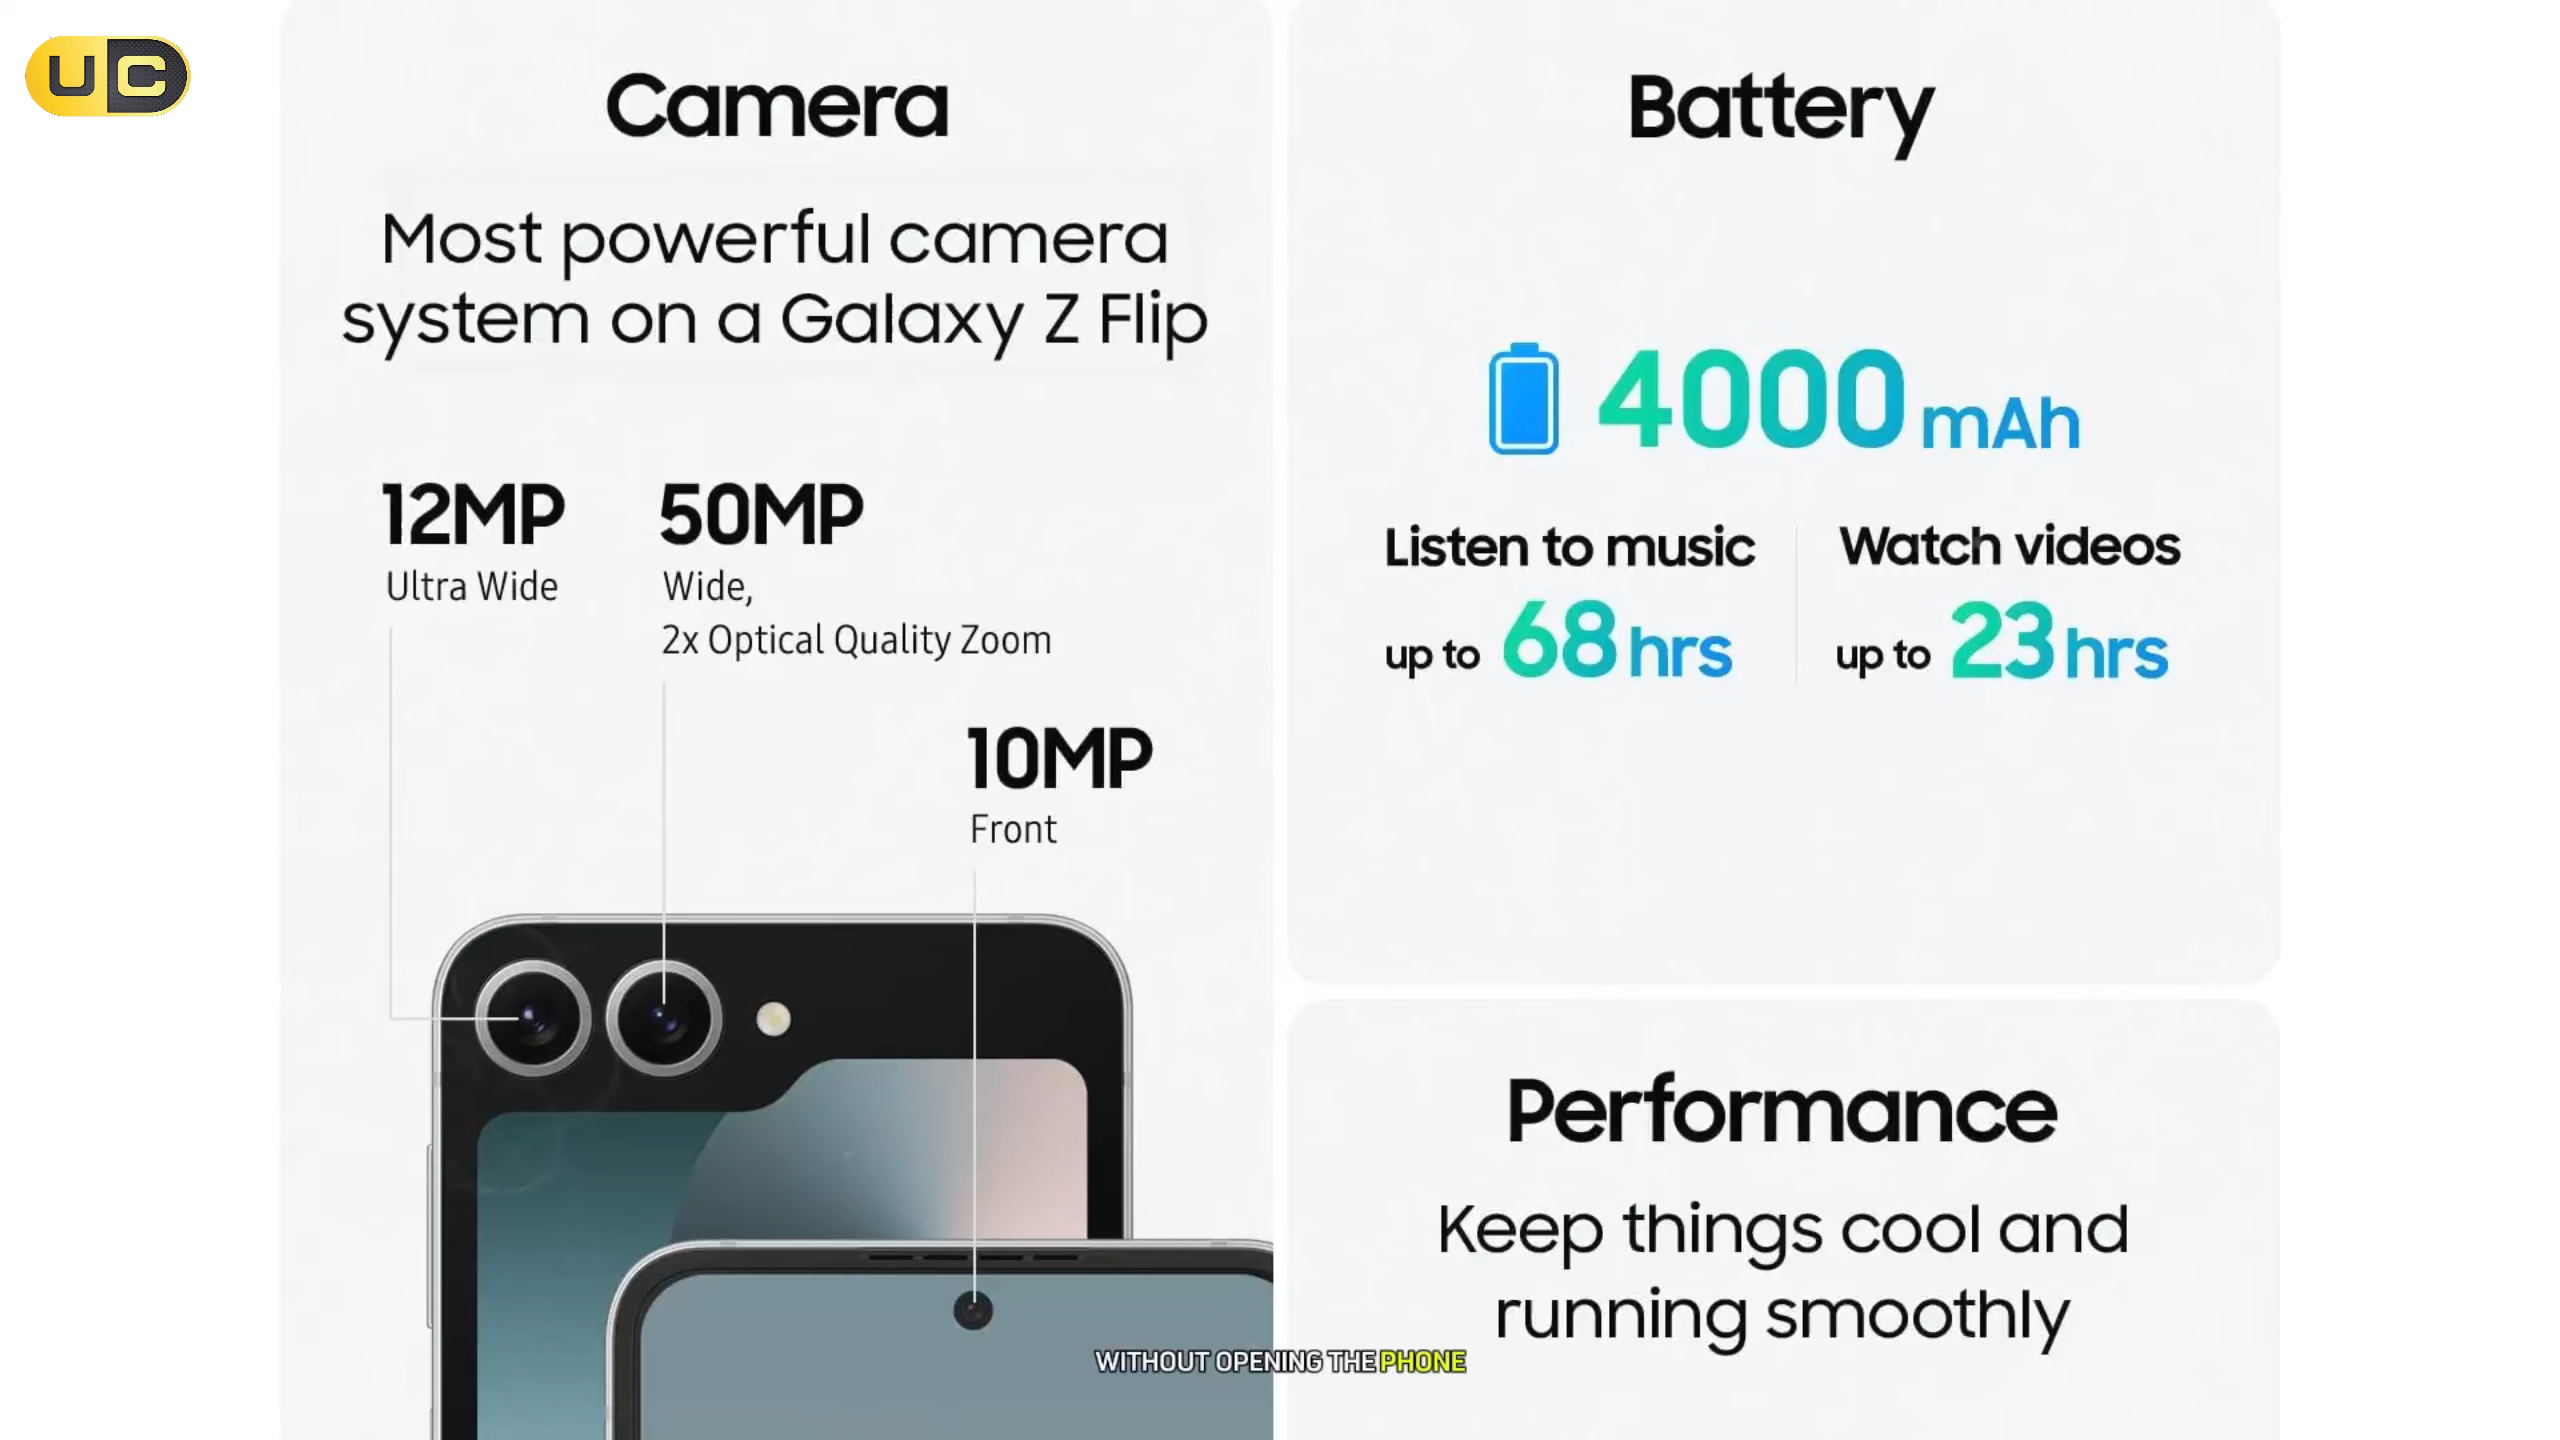 UC
Camera
Most powerful camera
system on a Galaxy Z Flip
12MP
Ultra Wide
50MP
Wide,
2x Optical Quality Zoom
10MP
Front
Battery
4000 mAh
Listen to music
up to 68 hrs
Watch videos
up to 23 hrs
Performance
Keep things cool and
running smoothly
WITHOUT OPENING THE PHONE